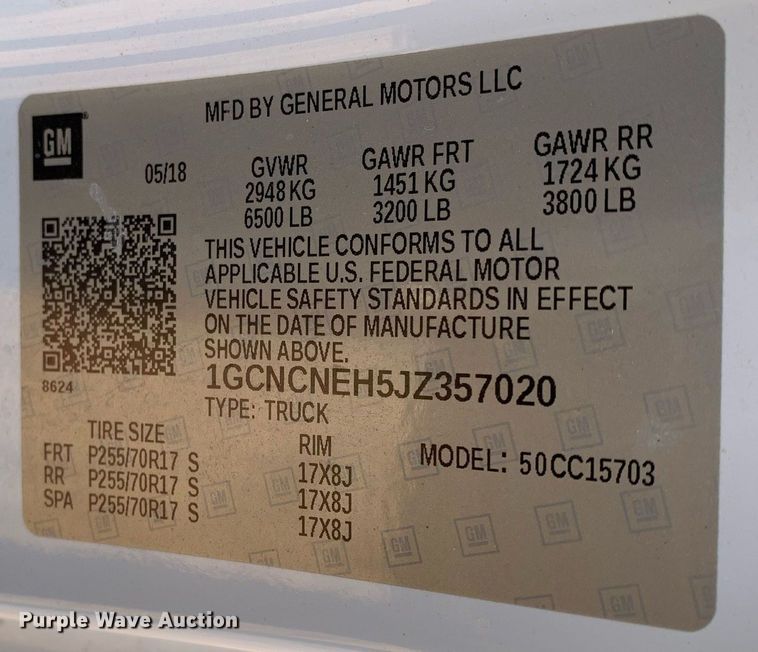 MFD BY GENERAL MOTORS LLC
GM
05/18
GVWR GAWR FRT GAWR RR
2948 KG 1451 KG 1724 KG
6500 LB 3200 LB 3800 LB
THIS VEHICLE CONFORMS TO ALL
APPLICABLE U.S. FEDERAL MOTOR
VEHICLE SAFETY STANDARDS IN EFFECT
ON THE DATE OF MANUFACTURE
SHOWN ABOVE.
8624
1GCNCNEH5JZ357020
TYPE: TRUCK
TIRE SIZE RIM MODEL: 50CC15703
FRT P255/70R17 S 17X8J
RR P255/70R17 S 17X8J
SPA P255/70R17 S 17X8J
Purple Wave Auction